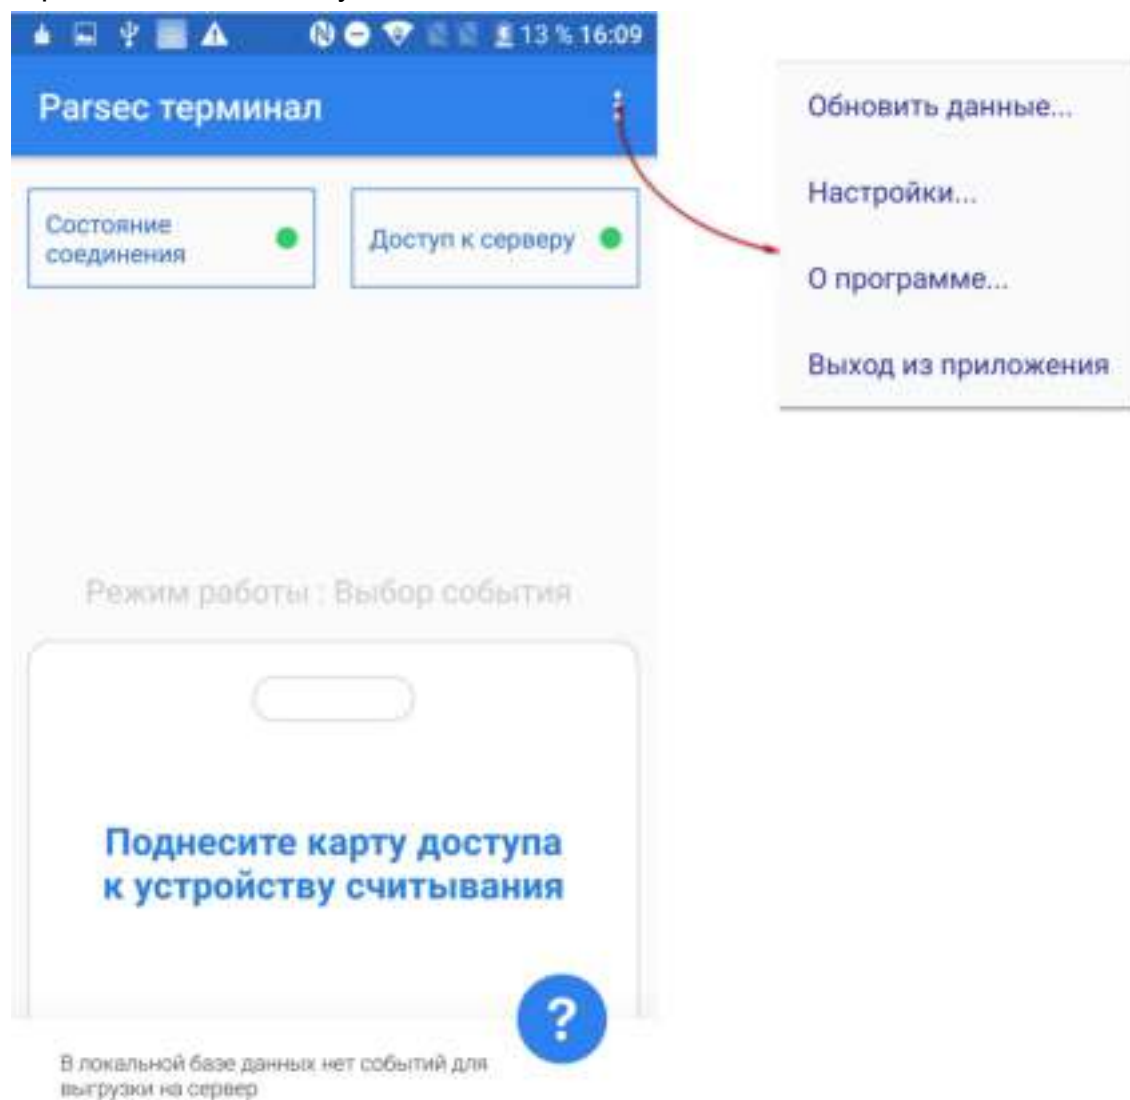 13 % 16:09
Parsec терминал
Состояние
соединения
Доступ к серверу
Обновить данные...
Настройки...
О программе...
Выход из приложения
Режим работы : Выбор события
Поднесите карту доступа
к устройству считывания
?
В локальной базе данных нет событий для
выгрузки на сервер